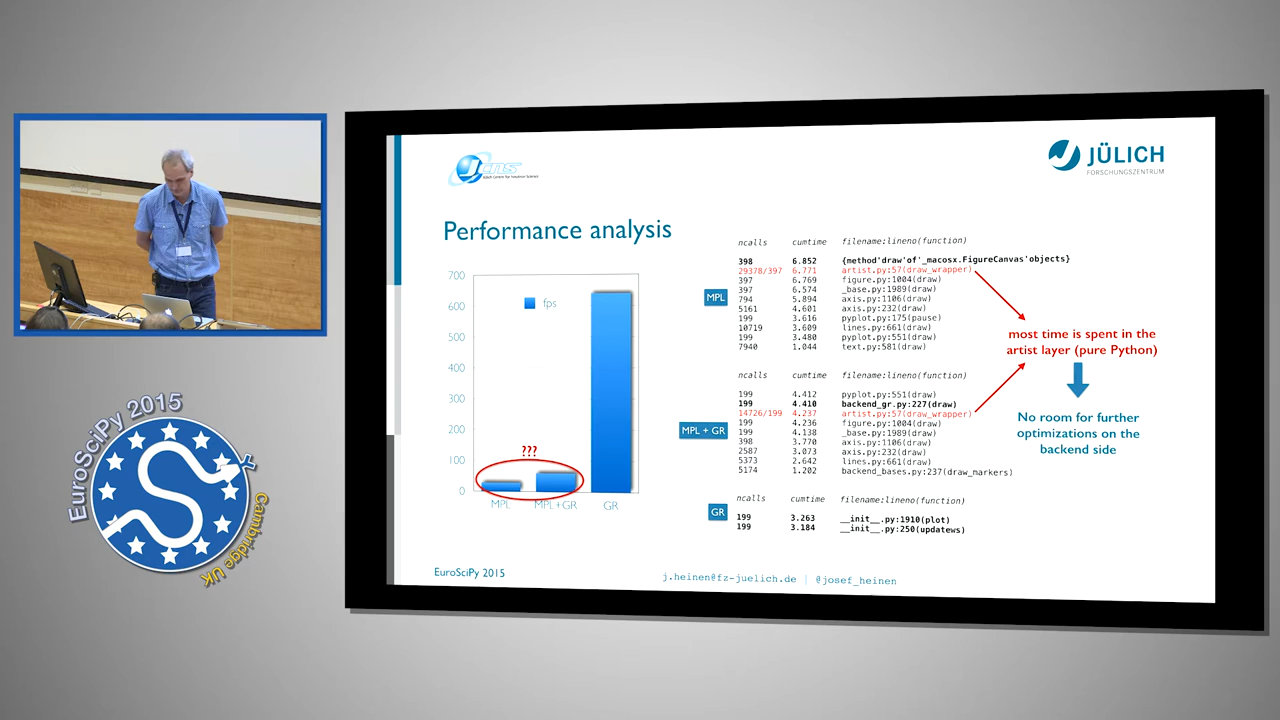 JCNS
Jülich Centre for Neutron Science
JÜLICH
FORSCHUNGSZENTRUM
Performance analysis
700
600
500
400
300
200
100
0
fps
???
MPL
MPL+GR
GR
MPL
ncalls cumtime filename:lineno(function)
398 6.852 {method'draw'of'_macosx.FigureCanvas'objects}
29378/397 6.771 artist.py:57(draw_wrapper)
397 6.769 figure.py:1004(draw)
397 6.574 _base.py:1989(draw)
794 5.894 axis.py:1106(draw)
5161 4.601 axis.py:232(draw)
199 3.616 pyplot.py:175(pause)
10719 3.609 lines.py:661(draw)
199 3.480 pyplot.py:551(draw)
7940 1.044 text.py:581(draw)
MPL + GR
ncalls cumtime filename:lineno(function)
199 4.412 pyplot.py:551(draw)
199 4.410 backend_gr.py:227(draw)
14726/199 4.237 artist.py:57(draw_wrapper)
199 4.236 figure.py:1004(draw)
199 4.138 _base.py:1989(draw)
398 3.770 axis.py:1106(draw)
2587 3.073 axis.py:232(draw)
5373 2.642 lines.py:661(draw)
5174 1.202 backend_bases.py:237(draw_markers)
GR
ncalls cumtime filename:lineno(function)
199 3.263 __init__.py:1910(plot)
199 3.184 __init__.py:250(updatews)
most time is spent in the
artist layer (pure Python)
No room for further
optimizations on the
backend side
EuroSciPy 2015
j.heinen@fz-juelich.de | @josef_heinen
EuroSciPy 2015
Cambridge UK